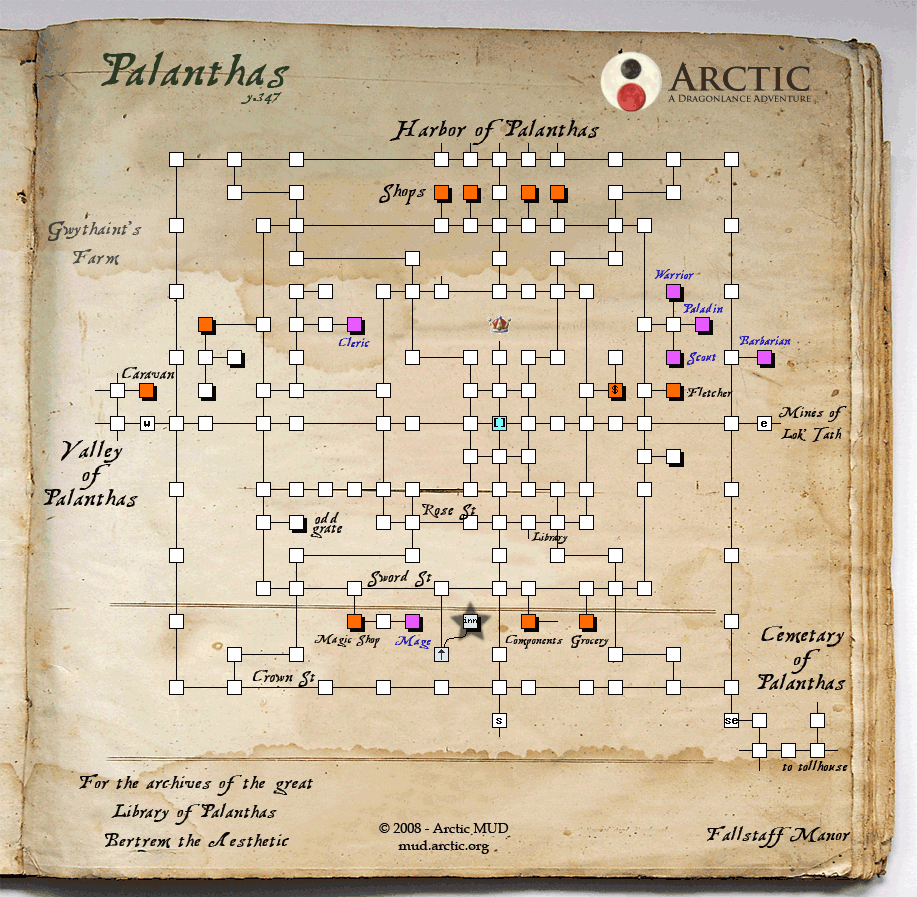 Palanthas
y.347
ARCTIC
A DRAGONLANCE ADVENTURE
Harbor of Palanthas
Shops
Gwythaint's
Farm
Warrior
Paladin
Cleric
Barbarian
Scout
Caravan
$
Fletcher
w
[]
e
Mines of
Lok' Tath
Valley
of
Palanthas
Rose St
odd
grate
Library
Sword St
inn
Magic Shop
Mage
Components
Grocery
Cemetary
of
Palanthas
Crown St
s
se
to tollhouse
For the archives of the great
Library of Palanthas
Bertrem the Aesthetic
© 2008 - Arctic MUD
mud.arctic.org
Fallstaff Manor